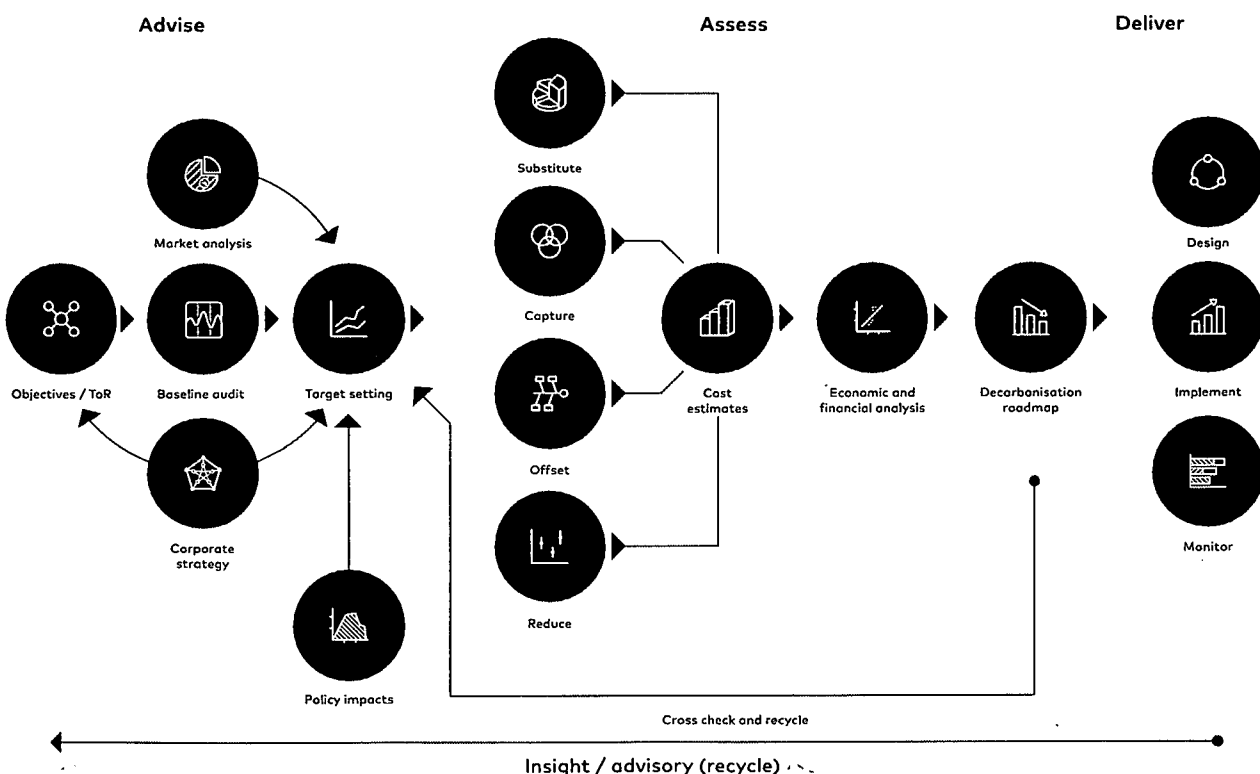 Advise
Assess
Deliver
Market analysis
Objectives / ToR
Baseline audit
Target setting
Corporate
strategy
Policy impacts
Substitute
Capture
Offset
Reduce
Cost
estimates
Economic and
financial analysis
Decarbonisation
roadmap
Design
Implement
Monitor
Cross check and recycle
Insight / advisory (recycle)